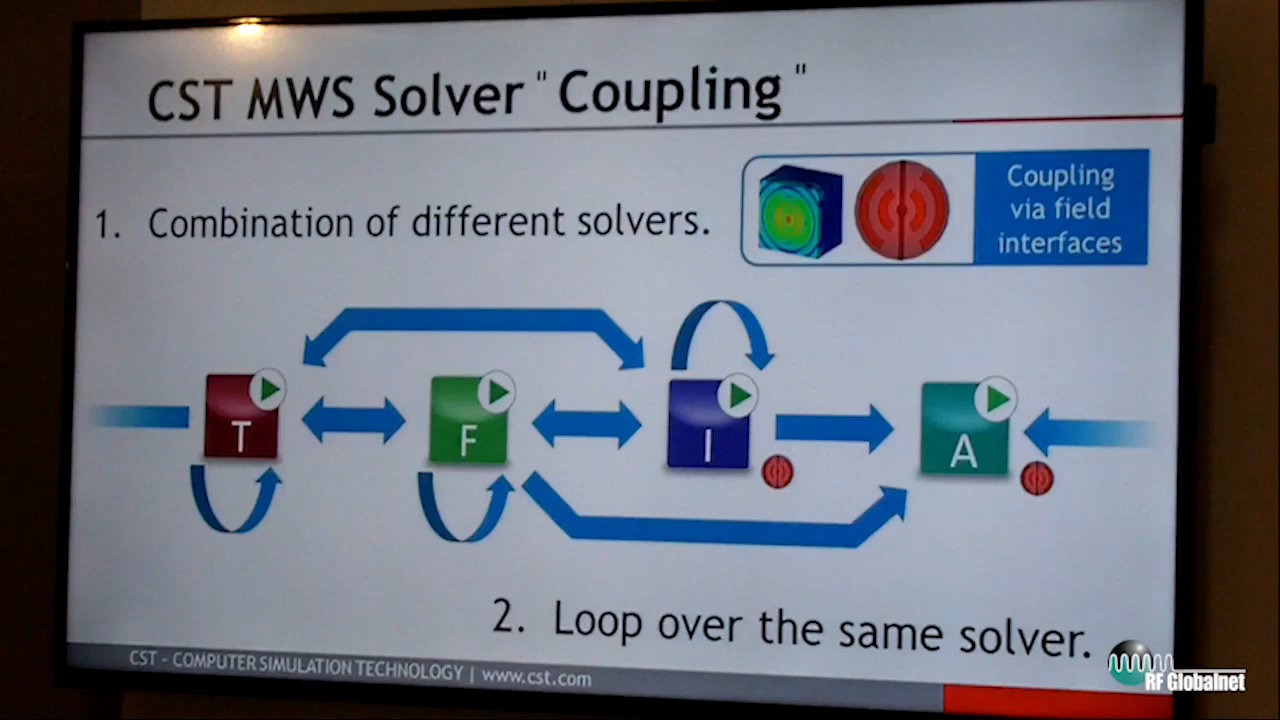 CST MWS Solver "Coupling"
1. Combination of different solvers.
Coupling
via field
interfaces
T
F
I
A
2. Loop over the same solver.
CST - COMPUTER SIMULATION TECHNOLOGY | www.cst.com
RF Globalnet